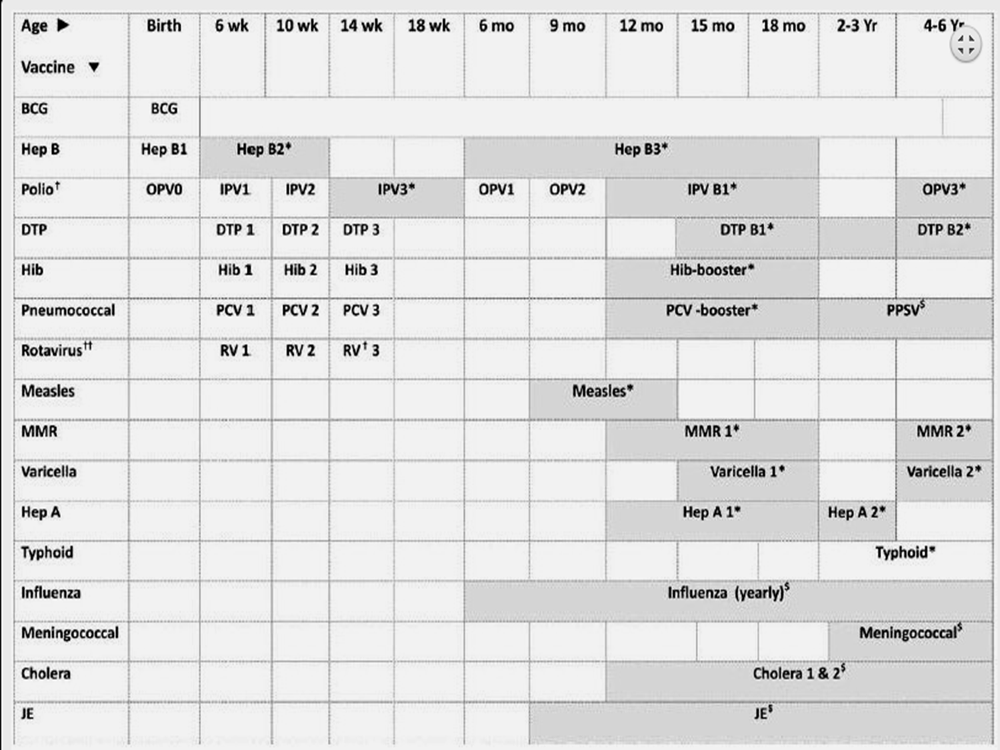 Age ▶ Birth 6 wk 10 wk 14 wk 18 wk 6 mo 9 mo 12 mo 15 mo 18 mo 2-3 Yr 4-6 Yr
Vaccine ▼
BCG BCG
Hep B Hep B1 Hep B2* Hep B3*
Polio† OPV0 IPV1 IPV2 IPV3* OPV1 OPV2 IPV B1* OPV3*
DTP DTP 1 DTP 2 DTP 3 DTP B1* DTP B2*
Hib Hib 1 Hib 2 Hib 3 Hib-booster*
Pneumococcal PCV 1 PCV 2 PCV 3 PCV -booster* PPSV$
Rotavirus†† RV 1 RV 2 RV† 3
Measles Measles*
MMR MMR 1* MMR 2*
Varicella Varicella 1* Varicella 2*
Hep A Hep A 1* Hep A 2*
Typhoid Typhoid*
Influenza Influenza (yearly)$
Meningococcal Meningococcal$
Cholera Cholera 1 & 2$
JE JE$